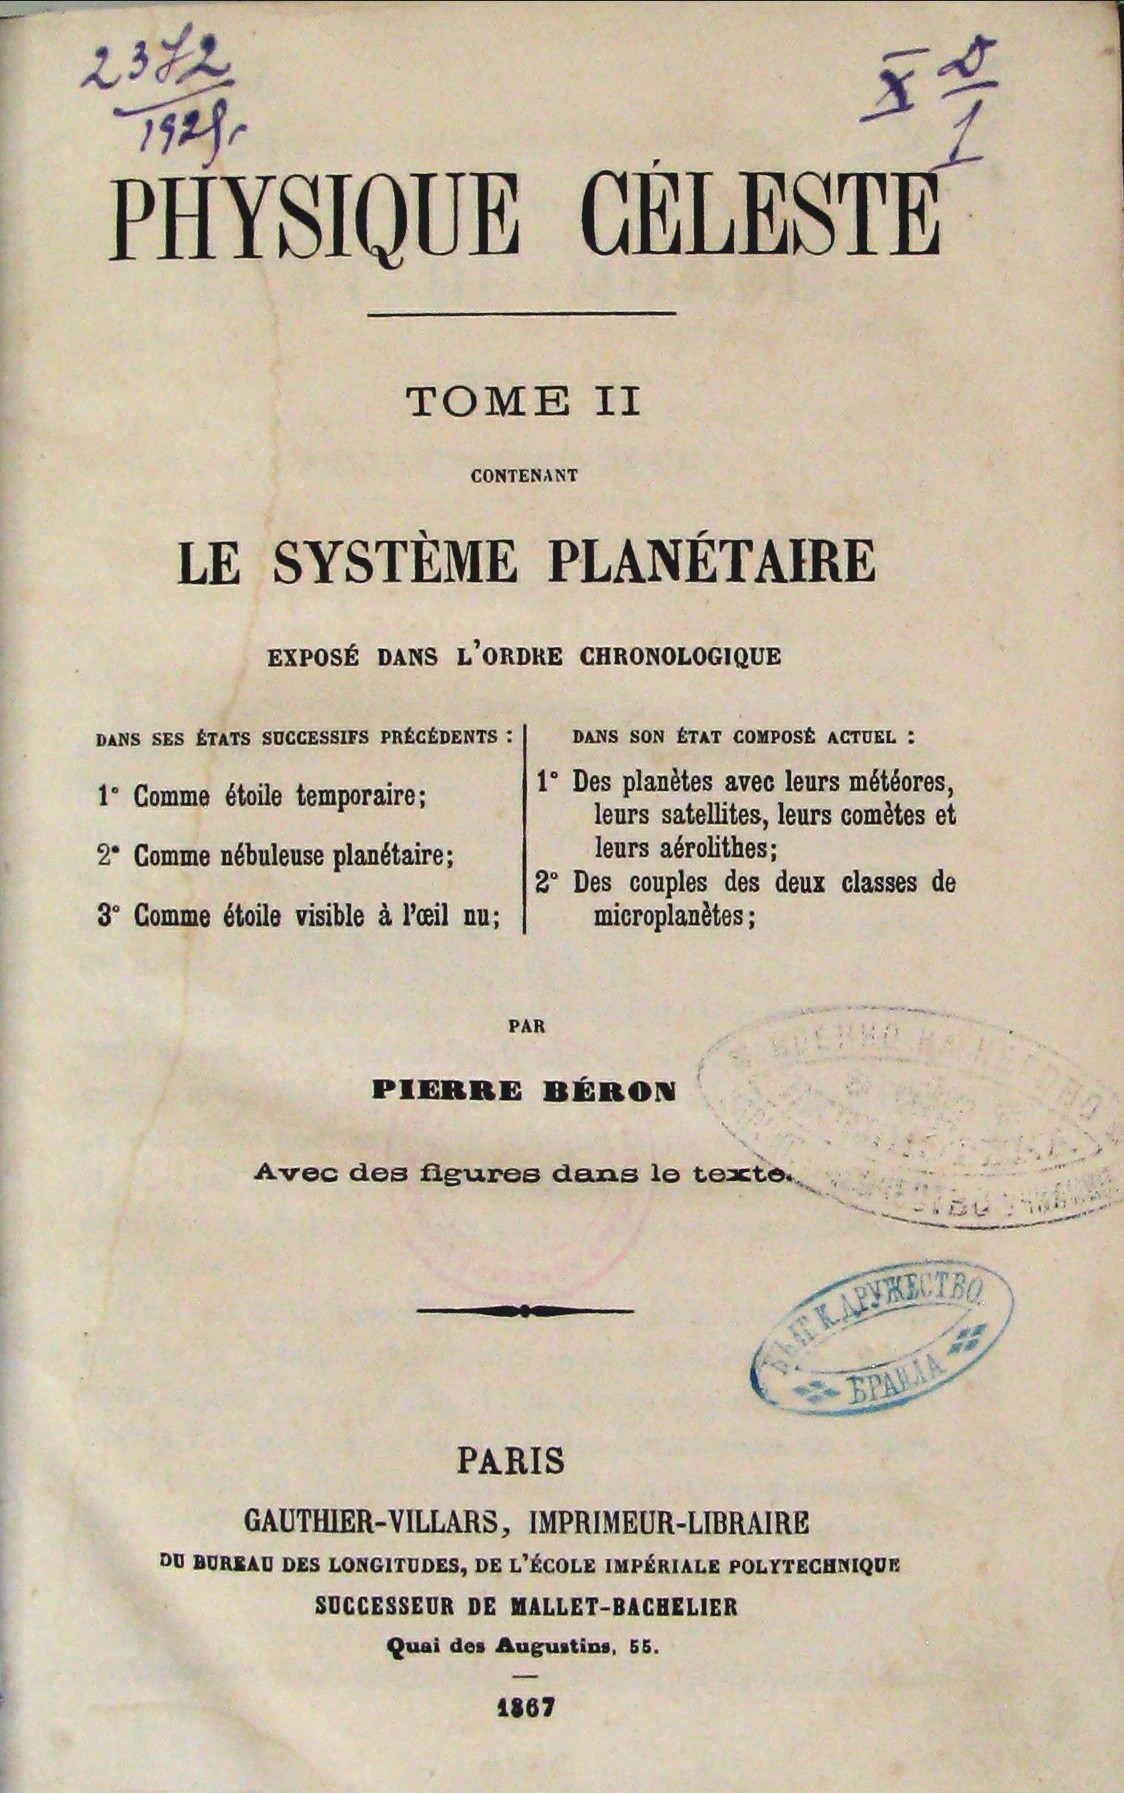 2372
1925г.
X D
1
PHYSIQUE CÉLESTE
TOME II
CONTENANT
LE SYSTÈME PLANÉTAIRE
EXPOSÉ DANS L'ORDRE CHRONOLOGIQUE
DANS SES ÉTATS SUCCESSIFS PRÉCÉDENTS :
1° Comme étoile temporaire;
2° Comme nébuleuse planétaire;
3° Comme étoile visible à l'œil nu;
DANS SON ÉTAT COMPOSÉ ACTUEL :
1° Des planètes avec leurs météores,
leurs satellites, leurs comètes et
leurs aérolithes;
2° Des couples des deux classes de
microplanètes;
PAR
PIERRE BÉRON
Avec des figures dans le texte.
БЪЛГ К. ДРУЖЕСТВО
БРАИЛА
PARIS
GAUTHIER-VILLARS, IMPRIMEUR-LIBRAIRE
DU BUREAU DES LONGITUDES, DE L'ÉCOLE IMPÉRIALE POLYTECHNIQUE
SUCCESSEUR DE MALLET-BACHELIER
Quai des Augustins, 55.
1867